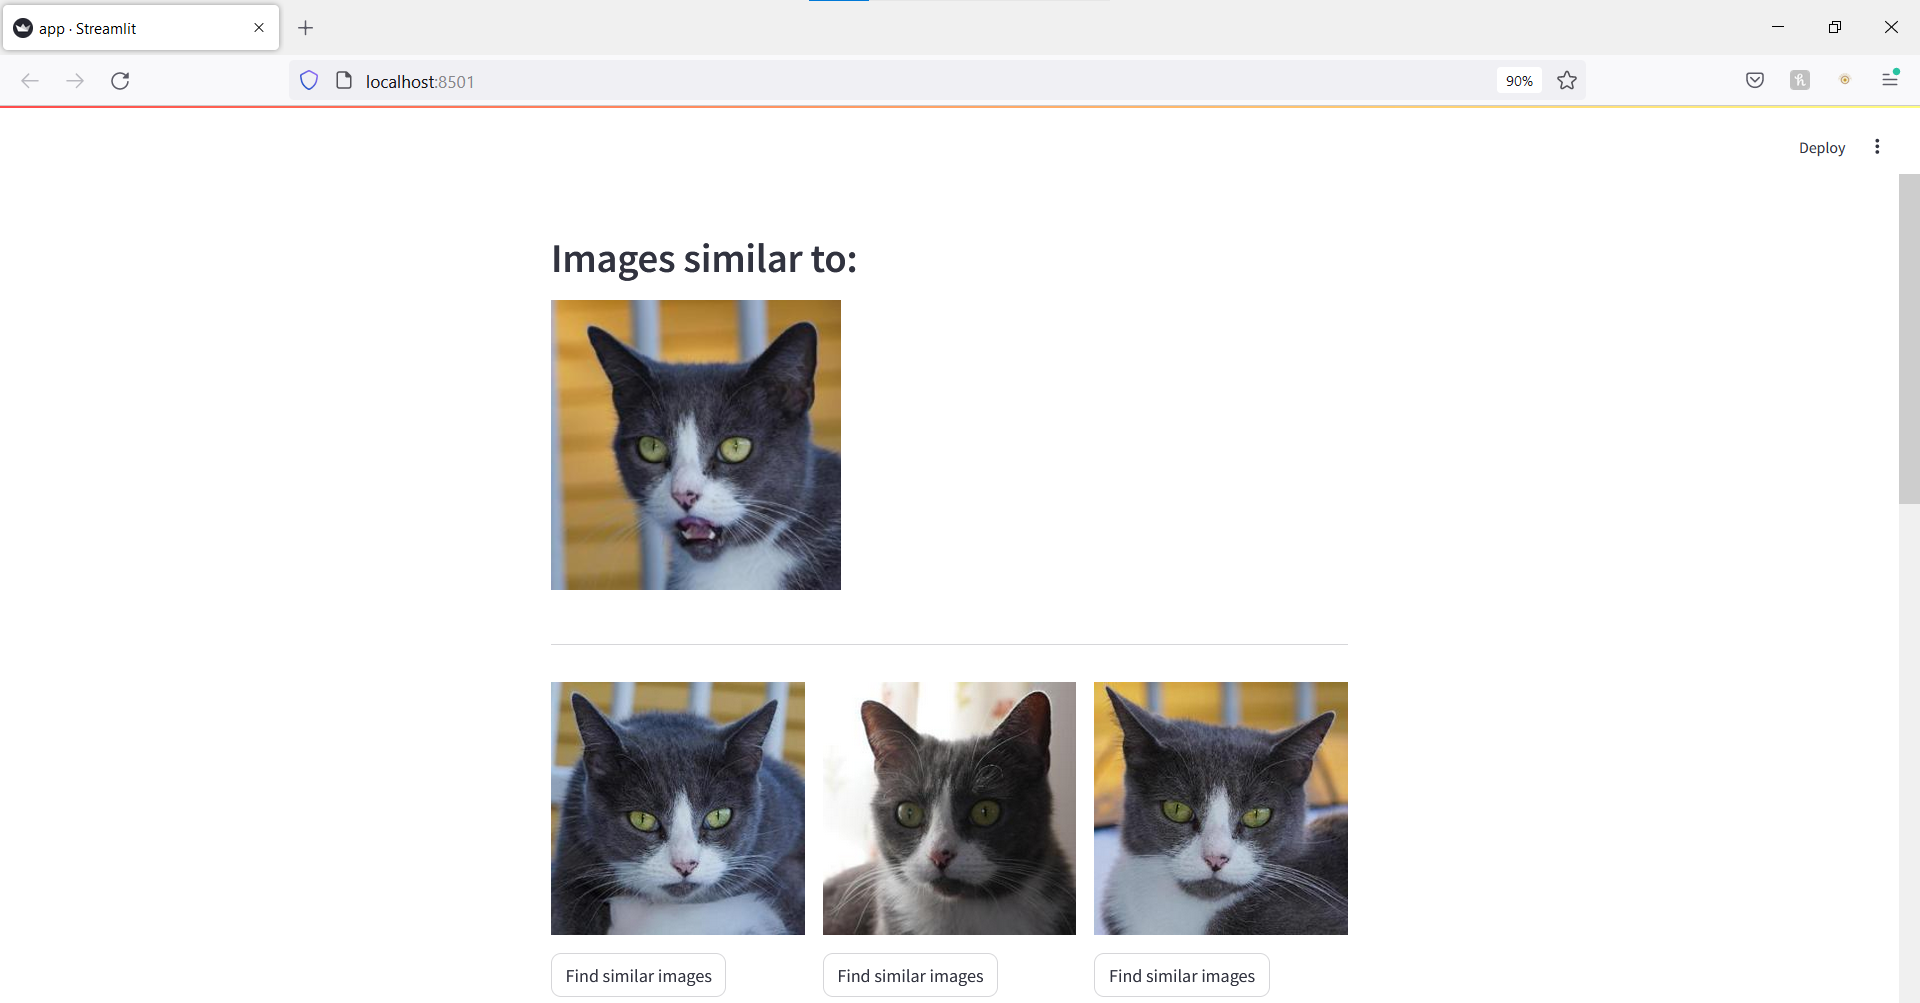 app · Streamlit
localhost:8501
90%
Deploy
Images similar to:
Find similar images
Find similar images
Find similar images